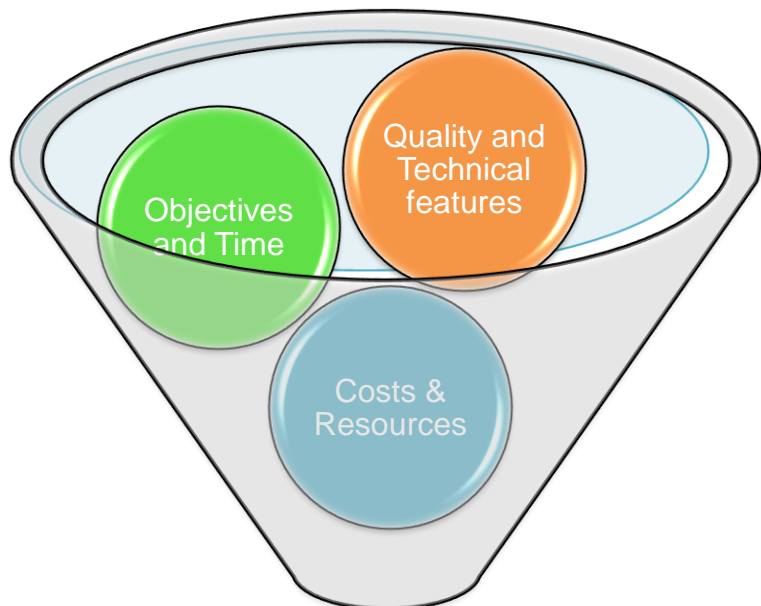 Quality and
Technical
features
Objectives
and Time
Costs &
Resources